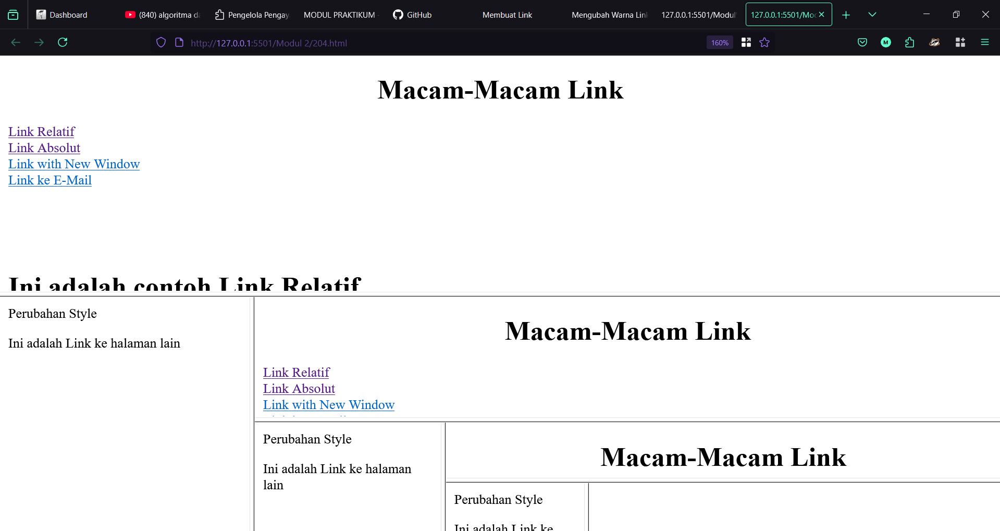 Dashboard (840) algoritma da Pengelola Pengay MODUL PRAKTIKUM - GitHub Membuat Link Mengubah Warna Lin 127.0.0.1:5501/Modul 127.0.0.1:5501/Mod
http://127.0.0.1:5501/Modul 2/204.html 160% M
Macam-Macam Link
Link Relatif
Link Absolut
Link with New Window
Link ke E-Mail
Ini adalah contoh Link Relatif
Perubahan Style
Ini adalah Link ke halaman lain
Macam-Macam Link
Link Relatif
Link Absolut
Link with New Window
Perubahan Style
Ini adalah Link ke halaman
lain
Macam-Macam Link
Perubahan Style
Ini adalah Link ke